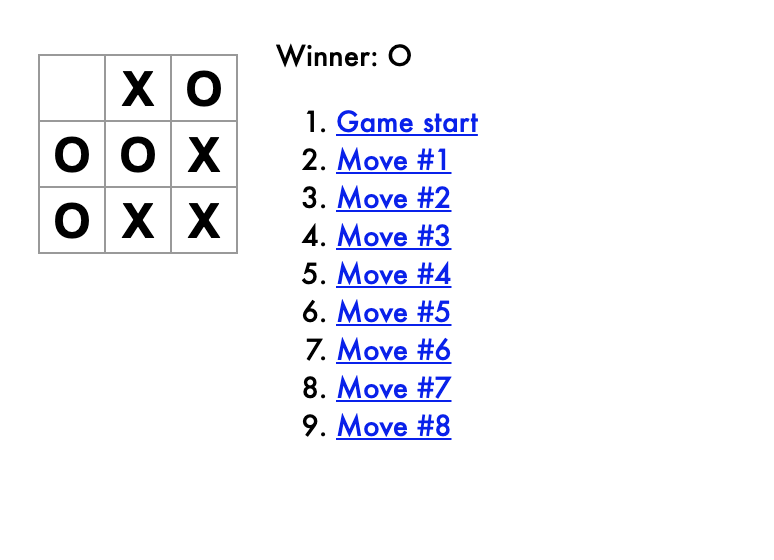 Winner: O
X O
O O X
O X X
1. Game start
2. Move #1
3. Move #2
4. Move #3
5. Move #4
6. Move #5
7. Move #6
8. Move #7
9. Move #8